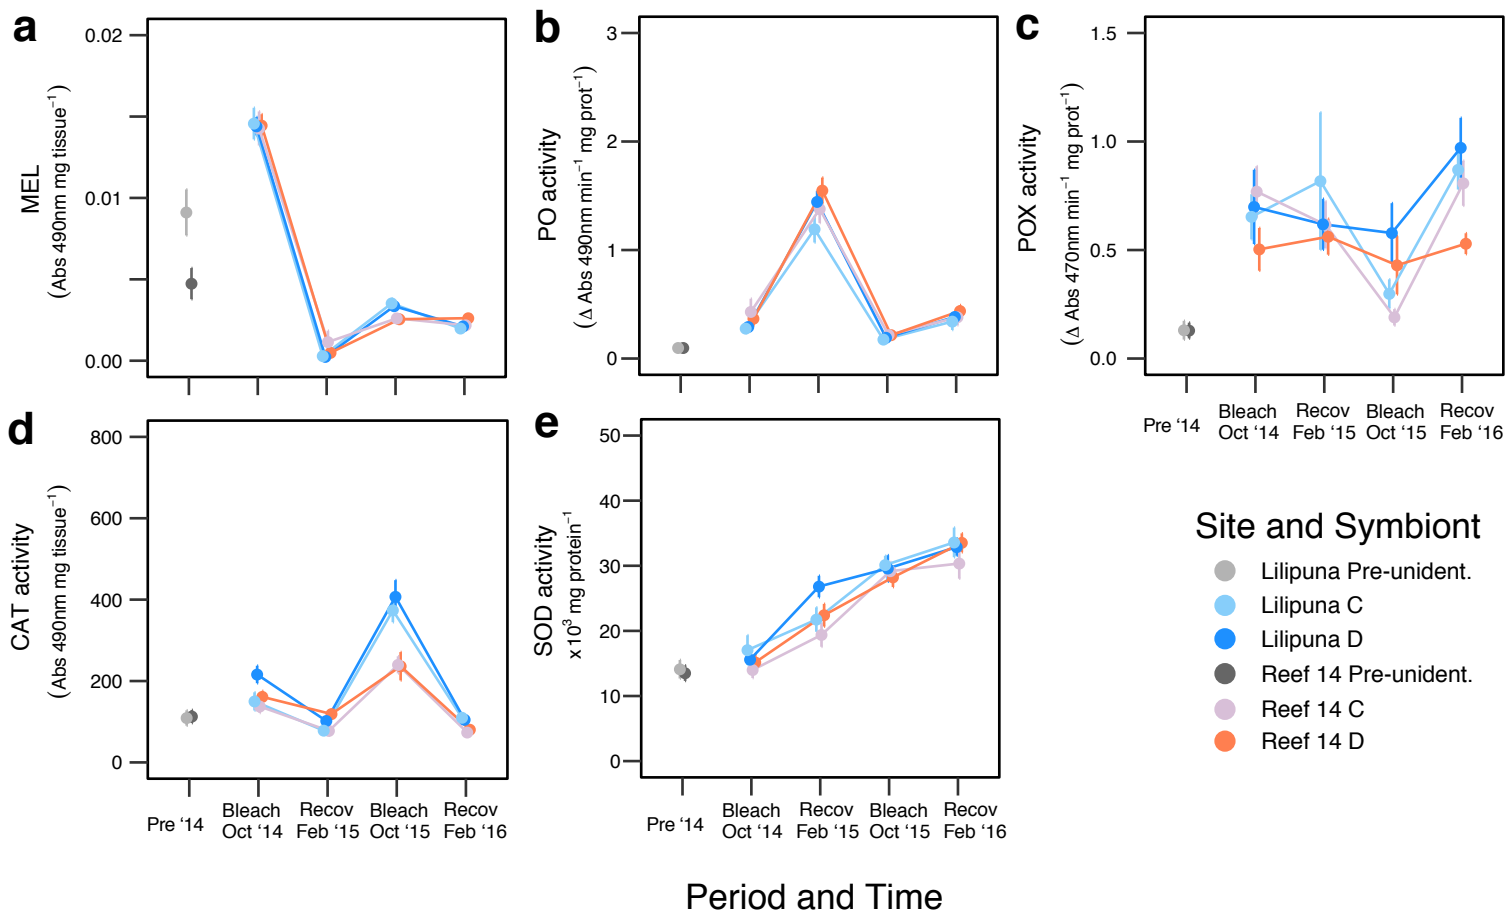 a
MEL
(Abs 490nm mg tissue⁻¹)
0.02
0.01
0.00
b
PO activity
(Δ Abs 490nm min⁻¹ mg prot⁻¹)
3
2
1
0
c
POX activity
(Δ Abs 470nm min⁻¹ mg prot⁻¹)
1.5
1.0
0.5
0.0
Pre ‘14
Bleach
Oct ‘14
Recov
Feb ‘15
Bleach
Oct ‘15
Recov
Feb ‘16
d
CAT activity
(Abs 490nm mg tissue⁻¹)
800
600
400
200
0
Pre ‘14
Bleach
Oct ‘14
Recov
Feb ‘15
Bleach
Oct ‘15
Recov
Feb ‘16
e
SOD activity
x 10³ mg protein⁻¹
50
40
30
20
10
0
Pre ‘14
Bleach
Oct ‘14
Recov
Feb ‘15
Bleach
Oct ‘15
Recov
Feb ‘16
Site and Symbiont
Lilipuna Pre-unident.
Lilipuna C
Lilipuna D
Reef 14 Pre-unident.
Reef 14 C
Reef 14 D
Period and Time